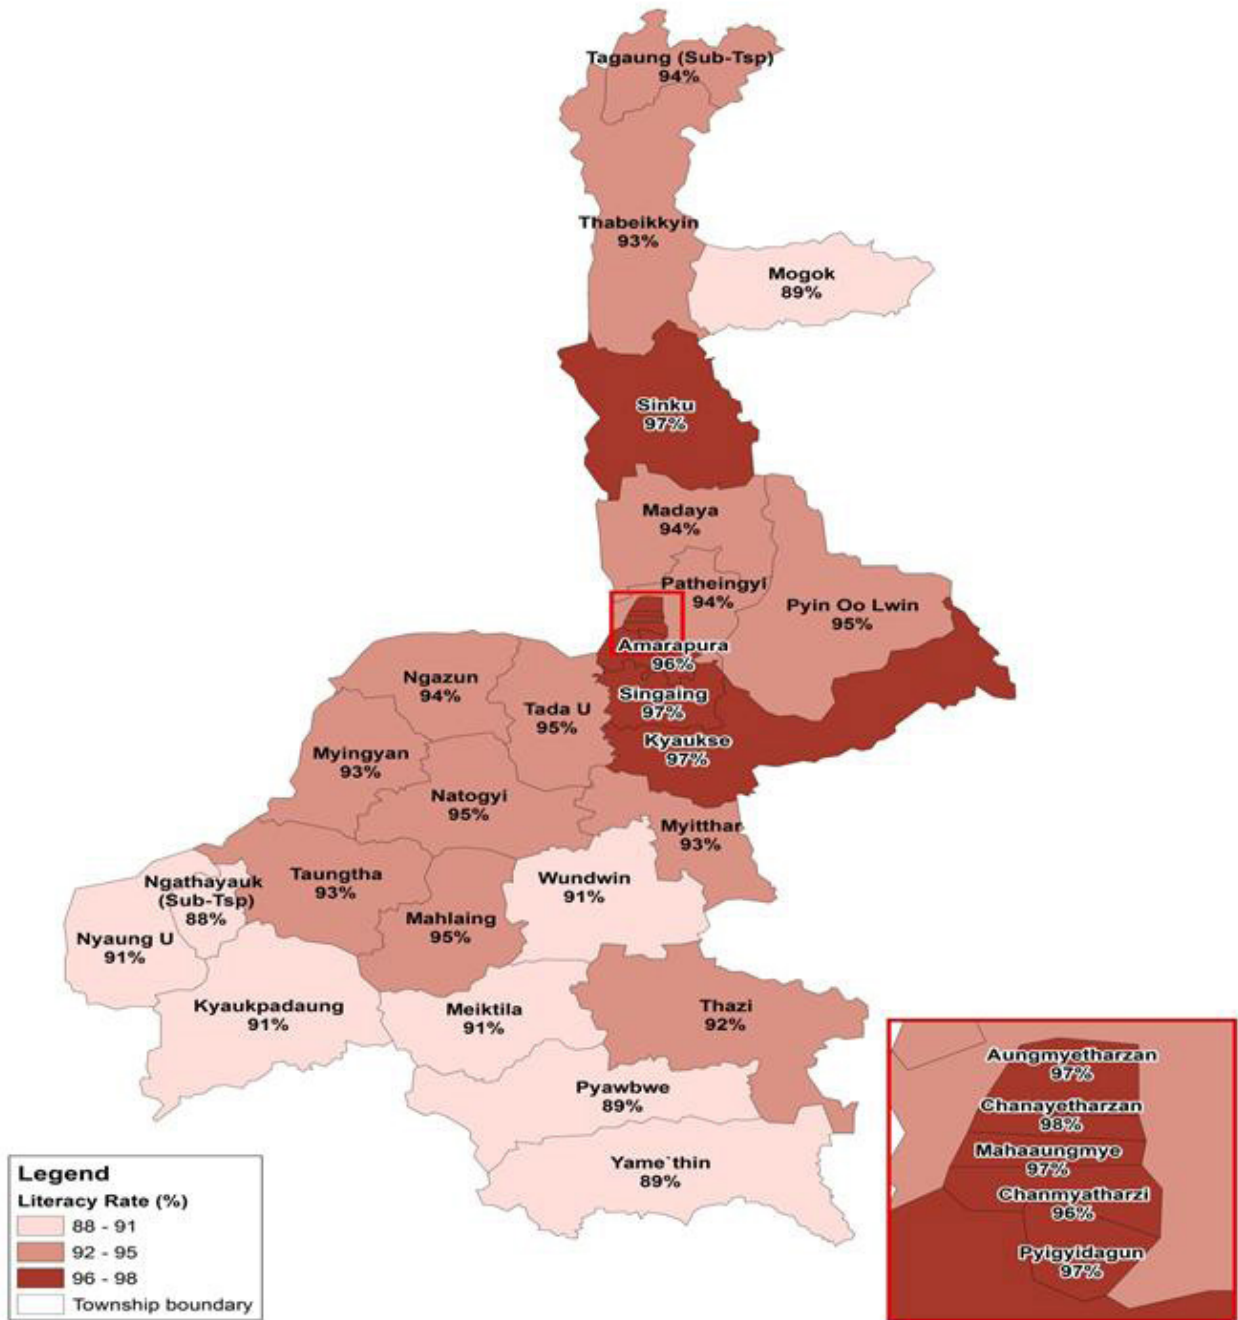 Tagaung (Sub-Tsp)
94%
Thabeikkyin
93%
Mogok
89%
Sinku
97%
Madaya
94%
Patheingyi
94%
Pyin Oo Lwin
95%
Amarapura
96%
Ngazun
94%
Tada U
95%
Singaing
97%
Kyaukse
97%
Myingyan
93%
Natogyi
95%
Myitthar
93%
Taungtha
93%
Wundwin
91%
Ngathayauk
(Sub-Tsp)
88%
Mahlaing
95%
Nyaung U
91%
Kyaukpadaung
91%
Meiktila
91%
Thazi
92%
Pyawbwe
89%
Yame`thin
89%
Aungmyetharzan
97%
Chanayetharzan
98%
Mahaaungmye
97%
Chanmyatharzi
96%
Pyigyidagun
97%
Legend
Literacy Rate (%)
88 - 91
92 - 95
96 - 98
Township boundary